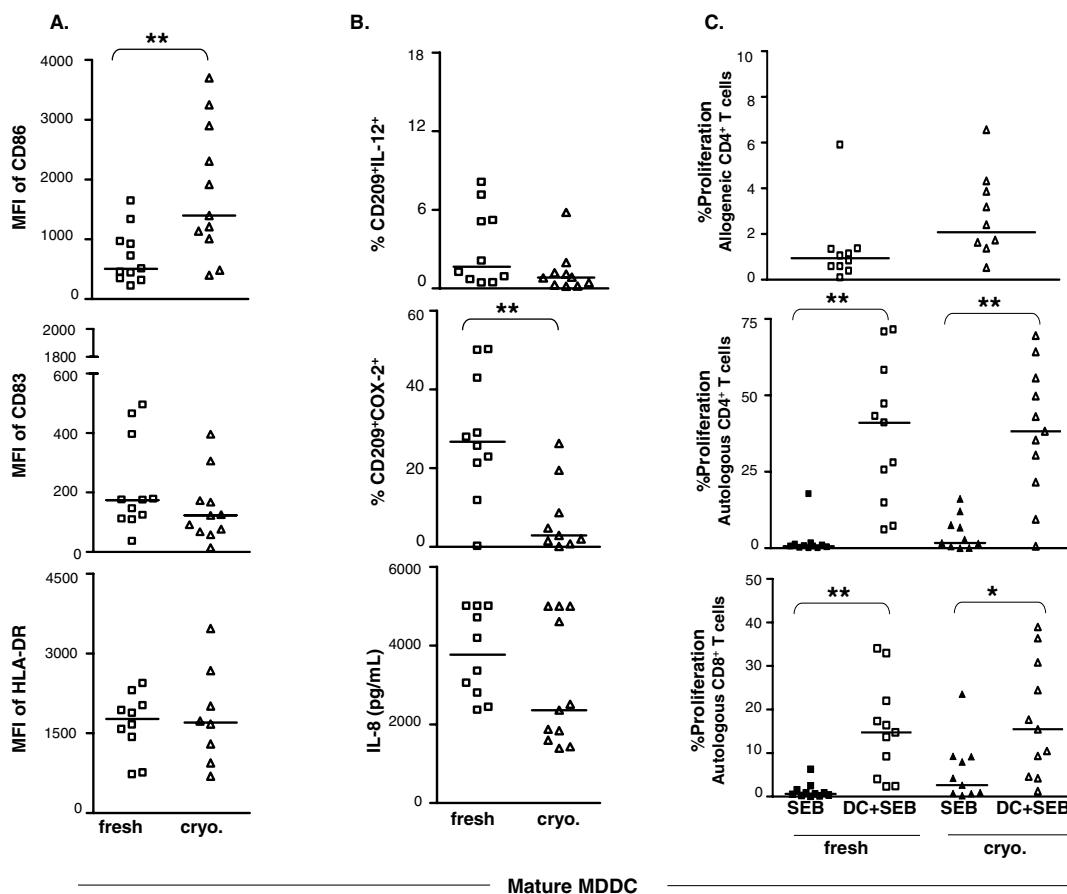 A.
**
4000
3000
2000
1000
0
MFI of CD86
2000
1800
600
400
200
0
MFI of CD83
4500
3000
1500
0
MFI of HLA-DR
fresh cryo.
B.
18
12
6
0
% CD209⁺IL-12⁺
**
60
40
20
0
% CD209⁺COX-2⁺
6000
4000
2000
0
IL-8 (pg/mL)
fresh cryo.
C.
10
8
6
4
2
0
%Proliferation
Allogeneic CD4⁺ T cells
** **
75
50
25
0
%Proliferation
Autologous CD4⁺ T cells
** *
50
40
30
20
10
0
%Proliferation
Autologous CD8⁺ T cells
SEB DC+SEB SEB DC+SEB
fresh cryo.
Mature MDDC